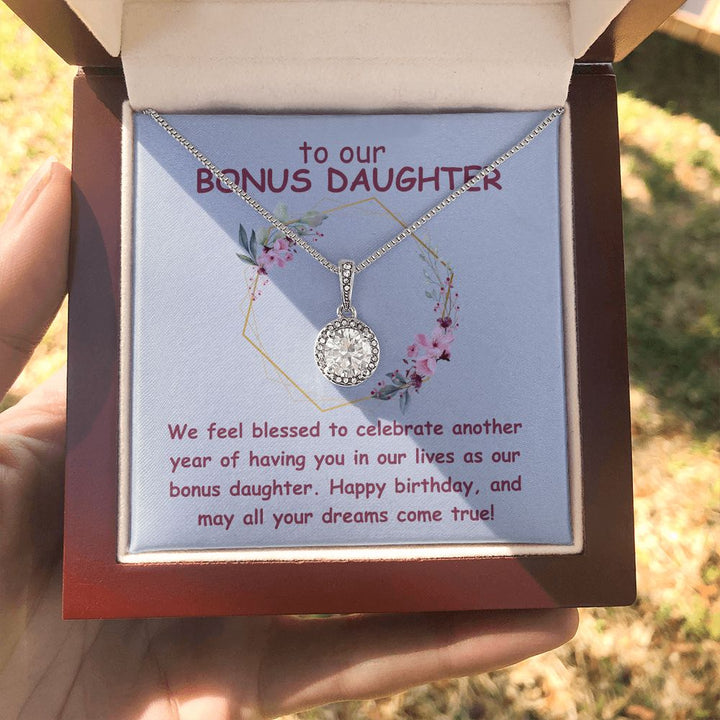 to our
BONUS DAUGHTER
We feel blessed to celebrate another
year of having you in our lives as our
bonus daughter. Happy birthday, and
may all your dreams come true!